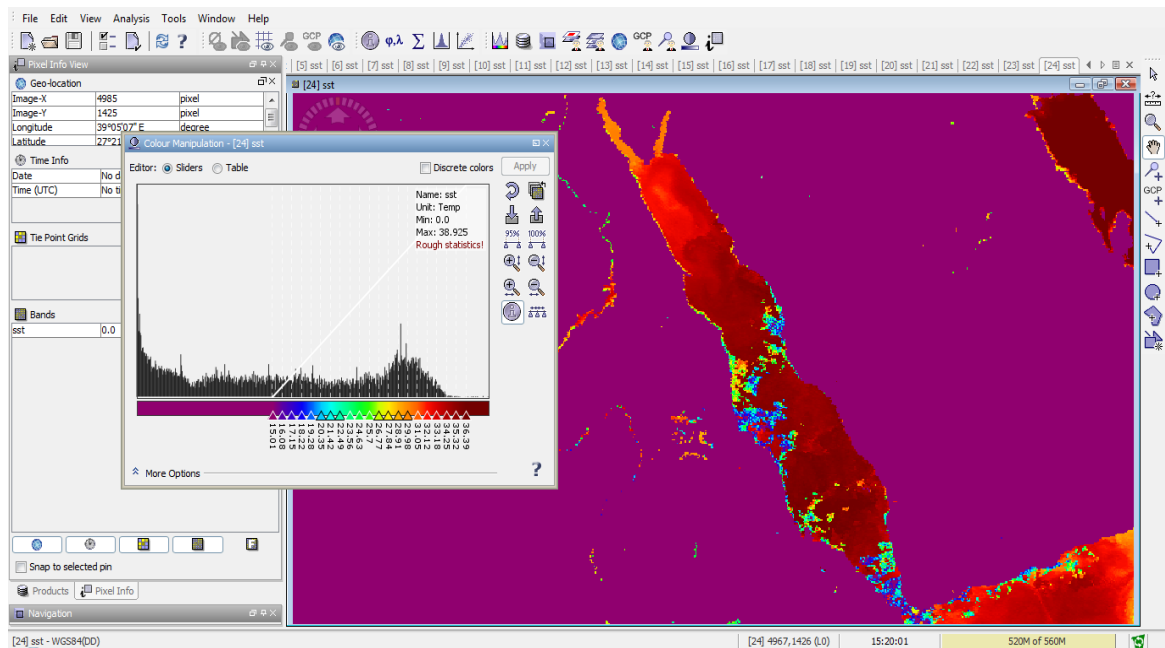 File Edit View Analysis Tools Window Help
GCP φ,λ Σ GCP
Pixel Info View
[5] sst [6] sst [7] sst [8] sst [9] sst [10] sst [11] sst [12] sst [13] sst [14] sst [15] sst [16] sst [17] sst [18] sst [19] sst [20] sst [21] sst [22] sst [23] sst [24] sst
Geo-location
[24] sst
Image-X 4985 pixel
Image-Y 1425 pixel
Longitude 39°05'07" E degree
Latitude 27°21
Time Info
Date No d
Time (UTC) No ti
Tie Point Grids
Bands
sst 0.0
Colour Manipulation - [24] sst
Editor: Sliders Table Discrete colors Apply
Name: sst
Unit: Temp
Min: 0.0
Max: 38.925
Rough statistics!
95% 100%
15.01
16.08
17.15
18.22
19.28
20.35
21.42
22.49
23.56
24.63
25.7
26.77
27.84
28.91
29.98
31.05
32.12
33.18
34.25
35.32
36.39
More Options ?
GCP
Snap to selected pin
Products Pixel Info
Navigation
[24] sst - WGS84(DD) [24] 4967,1426 (L0) 15:20:01 520M of 560M